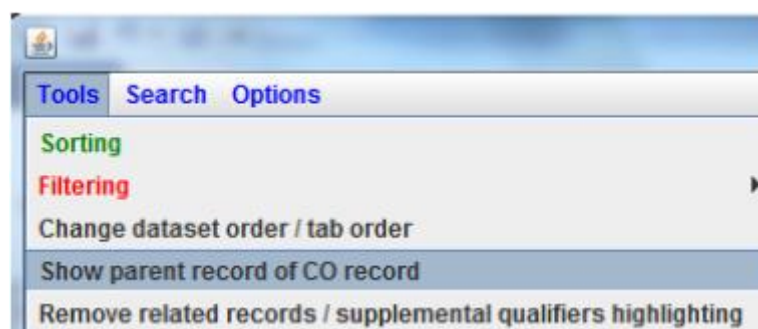 Tools Search Options
Sorting
Filtering
Change dataset order / tab order
Show parent record of CO record
Remove related records / supplemental qualifiers highlighting